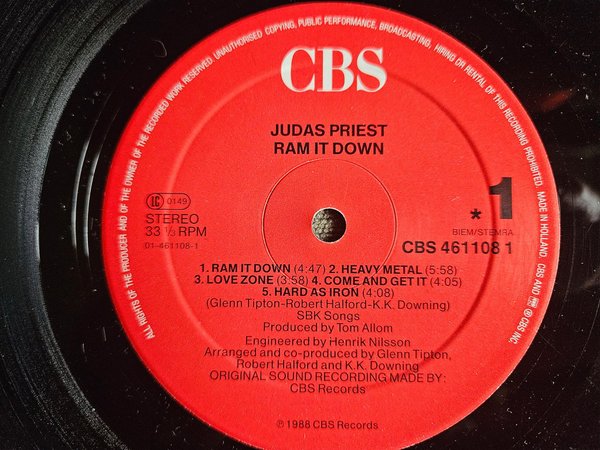 ALL RIGHTS OF THE PRODUCER AND OF THE OWNER OF THE RECORDED WORK RESERVED. UNAUTHORISED COPYING, PUBLIC PERFORMANCE, BROADCASTING, HIRING OR RENTAL OF THIS RECORDING PROHIBITED. MADE IN HOLLAND. CBS AND ARE ® CBS INC.
CBS
JUDAS PRIEST
RAM IT DOWN
LC 0149
STEREO
33 1/3 RPM
01-461108-1
* 1
BIEM/STEMRA
CBS 461108 1
1. RAM IT DOWN (4:47) 2. HEAVY METAL (5:58)
3. LOVE ZONE (3:58) 4. COME AND GET IT (4:05)
5. HARD AS IRON (4:08)
(Glenn Tipton-Robert Halford-K.K. Downing)
SBK Songs
Produced by Tom Allom
Engineered by Henrik Nilsson
Arranged and co-produced by Glenn Tipton,
Robert Halford and K.K. Downing
ORIGINAL SOUND RECORDING MADE BY:
CBS Records
℗ 1988 CBS Records